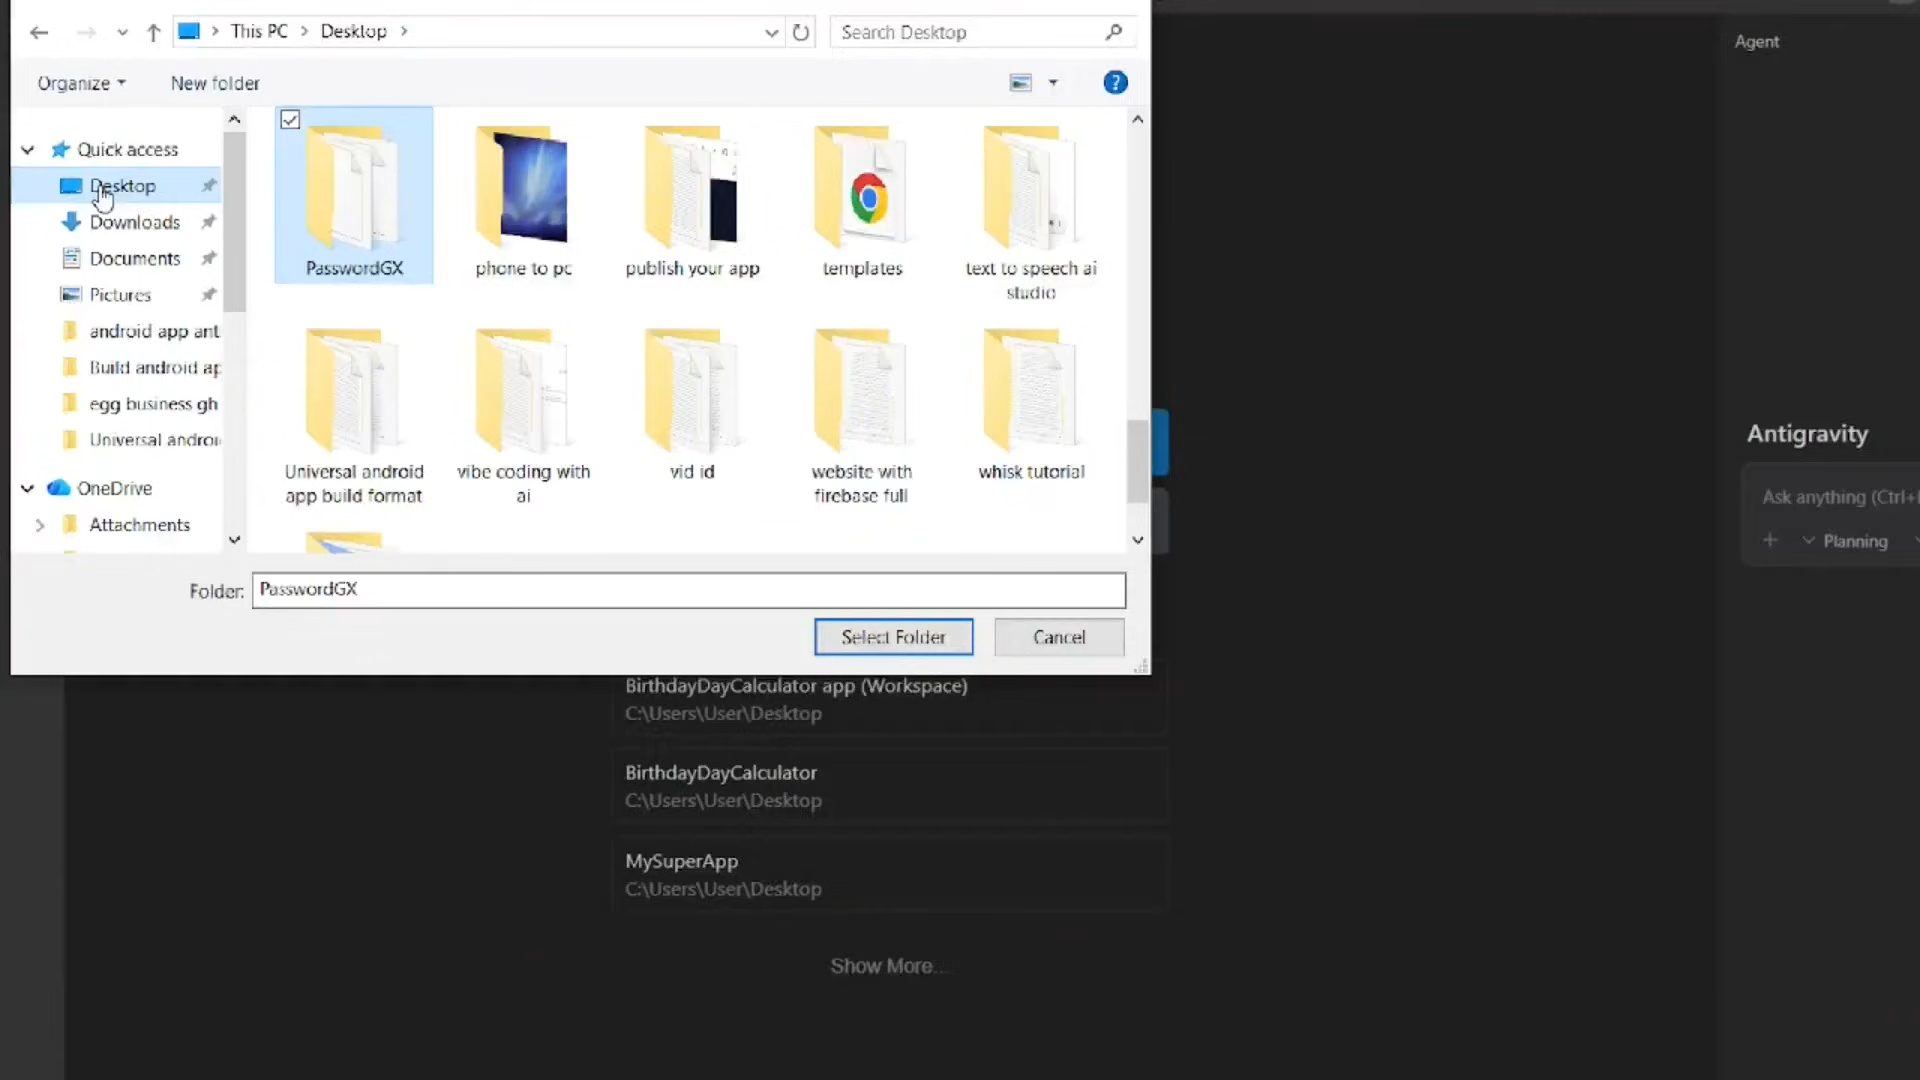 This PC
Desktop
Search Desktop
Organize
New folder
Agent
Quick access
Desktop
Downloads
Documents
Pictures
android app ant
Build android ap
egg business gh
Universal androi
OneDrive
Attachments
PasswordGX
phone to pc
publish your app
templates
text to speech ai
studio
Universal android
app build format
vibe coding with
ai
vid id
website with
firebase full
whisk tutorial
Antigravity
Ask anything (Ctrl+
Planning
Folder:
PasswordGX
Select Folder
Cancel
BirthdayDayCalculator app (Workspace)
C:\Users\User\Desktop
BirthdayDayCalculator
C:\Users\User\Desktop
MySuperApp
C:\Users\User\Desktop
Show More...